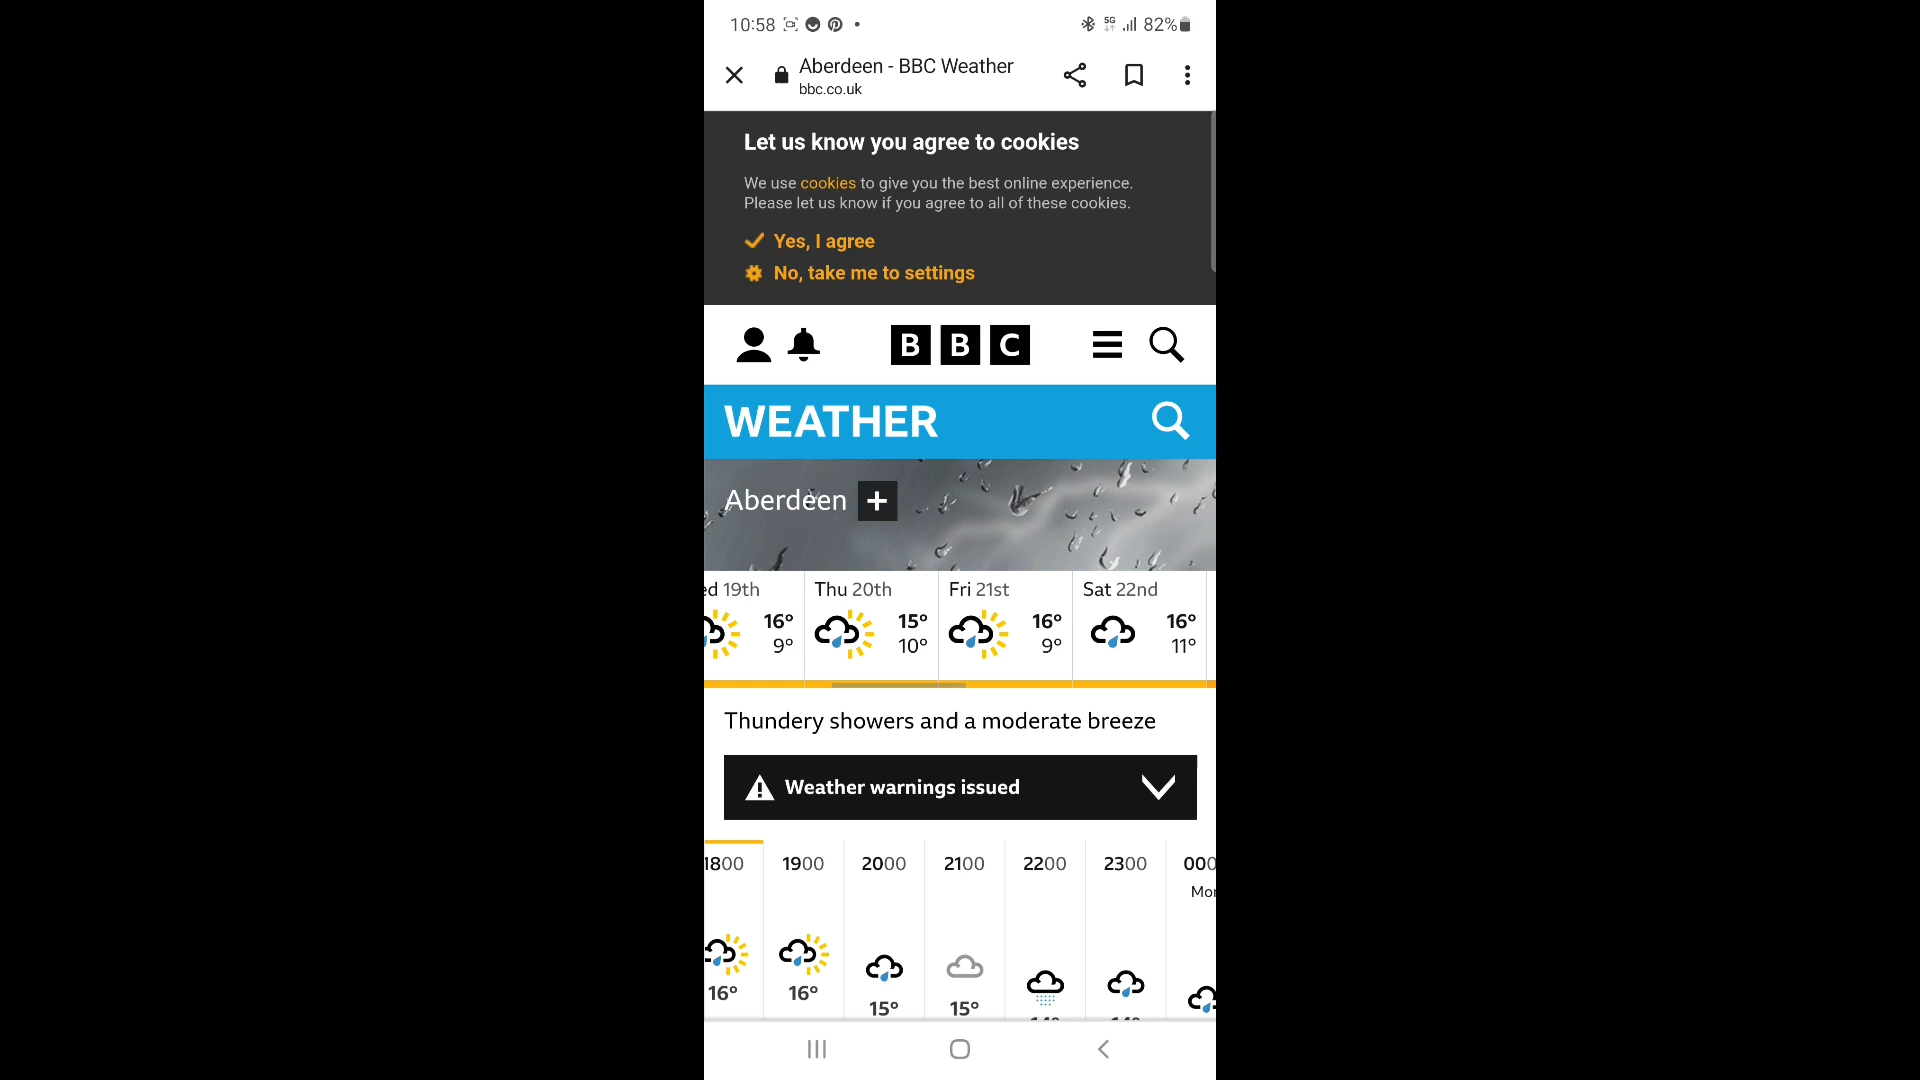 10:58 5G 82%
Aberdeen - BBC Weather
bbc.co.uk
Let us know you agree to cookies
We use cookies to give you the best online experience.
Please let us know if you agree to all of these cookies.
Yes, I agree
No, take me to settings
BBC
WEATHER
Aberdeen +
ed 19th Thu 20th Fri 21st Sat 22nd
16° 15° 16° 16°
9° 10° 9° 11°
Thundery showers and a moderate breeze
Weather warnings issued
1800 1900 2000 2100 2200 2300 000
Mon
16° 16°
15° 15°